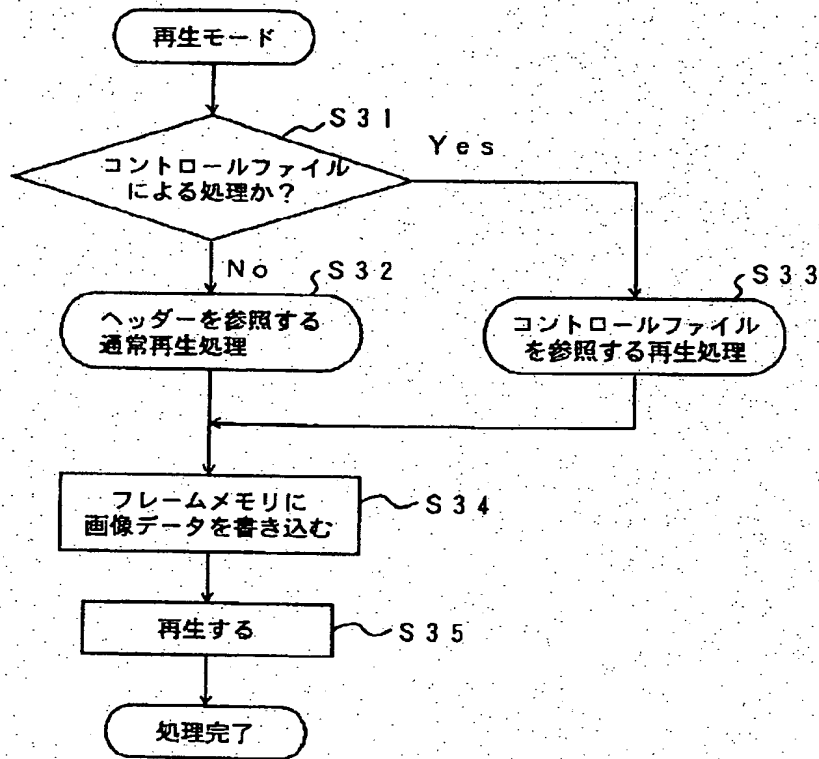 再生モード
S31
コントロールファイル
による処理か?
Yes
No
S32
ヘッダーを参照する
通常再生処理
S33
コントロールファイル
を参照する再生処理
フレームメモリに
画像データを書き込む
S34
再生する
S35
処理完了